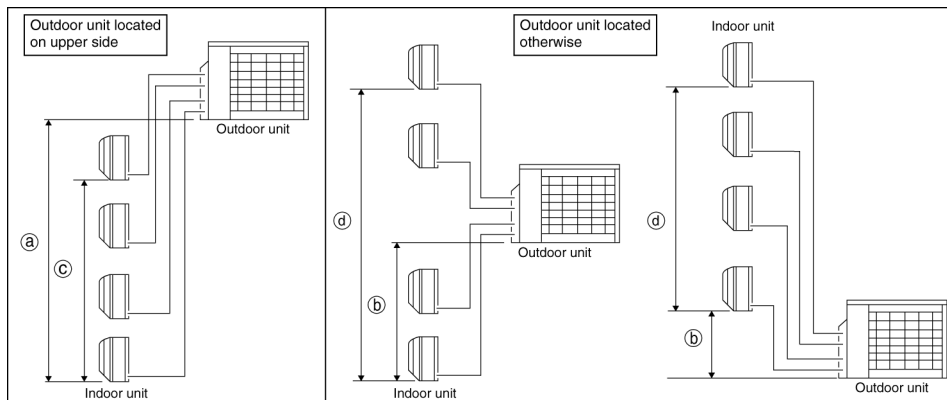 Outdoor unit located
on upper side
Outdoor unit
ⓐ
ⓒ
Indoor unit
Outdoor unit located
otherwise
ⓓ
ⓑ
Outdoor unit
Indoor unit
Indoor unit
ⓓ
ⓑ
Outdoor unit